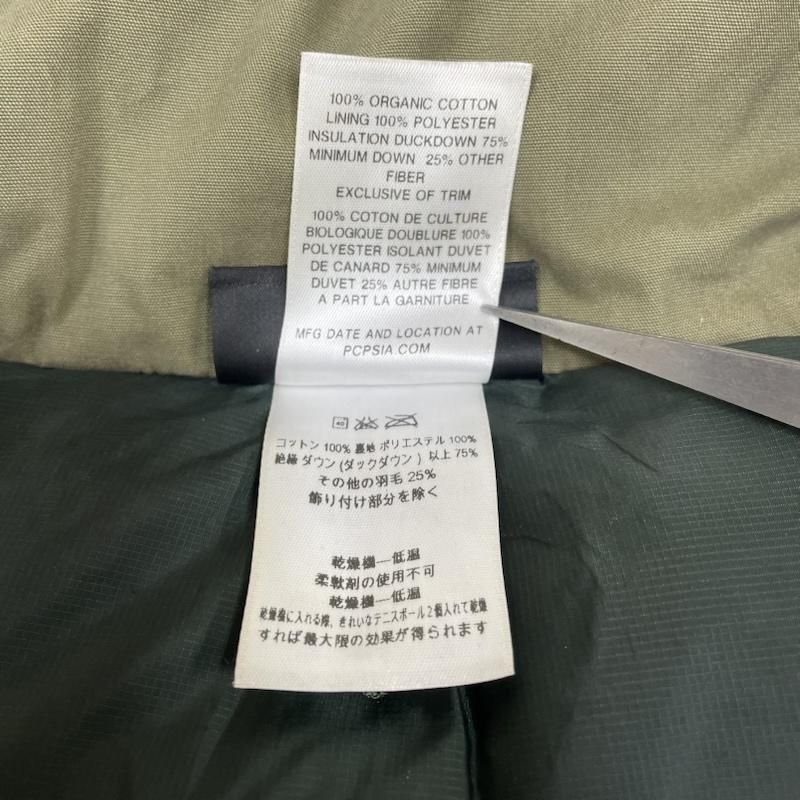 100% ORGANIC COTTON
LINING 100% POLYESTER
INSULATION DUCKDOWN 75%
MINIMUM DOWN 25% OTHER
FIBER
EXCLUSIVE OF TRIM
100% COTON DE CULTURE
BIOLOGIQUE DOUBLURE 100%
POLYESTER ISOLANT DUVET
DE CANARD 75% MINIMUM
DUVET 25% AUTRE FIBRE
A PART LA GARNITURE
MFG DATE AND LOCATION AT
PCPSIA.COM
40
コットン 100% 裏地 ポリエステル 100%
絶縁 ダウン (ダックダウン) 以上 75%
その他の羽毛 25%
飾り付け部分を除く
乾燥機—低温
柔軟剤の使用不可
乾燥機—低温
乾燥機に入れる際、きれいなテニスボール2個入れて乾燥
すれば最大限の効果が得られます